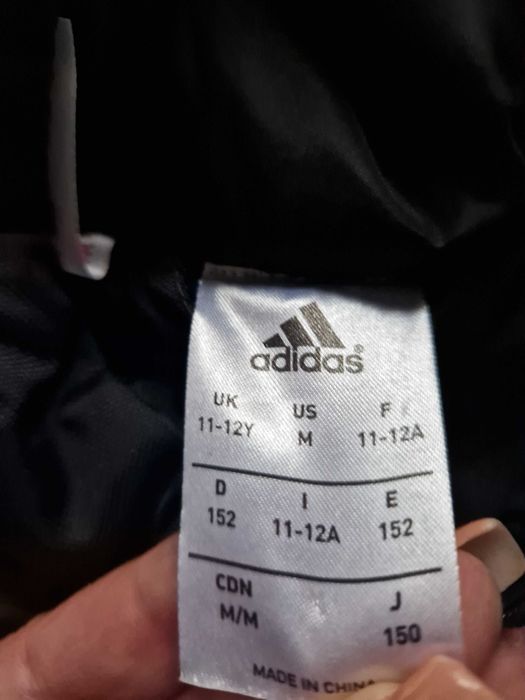 adidas®
UK US F
11-12Y M 11-12A
D I E
152 11-12A 152
CDN J
M/M 150
MADE IN CHINA